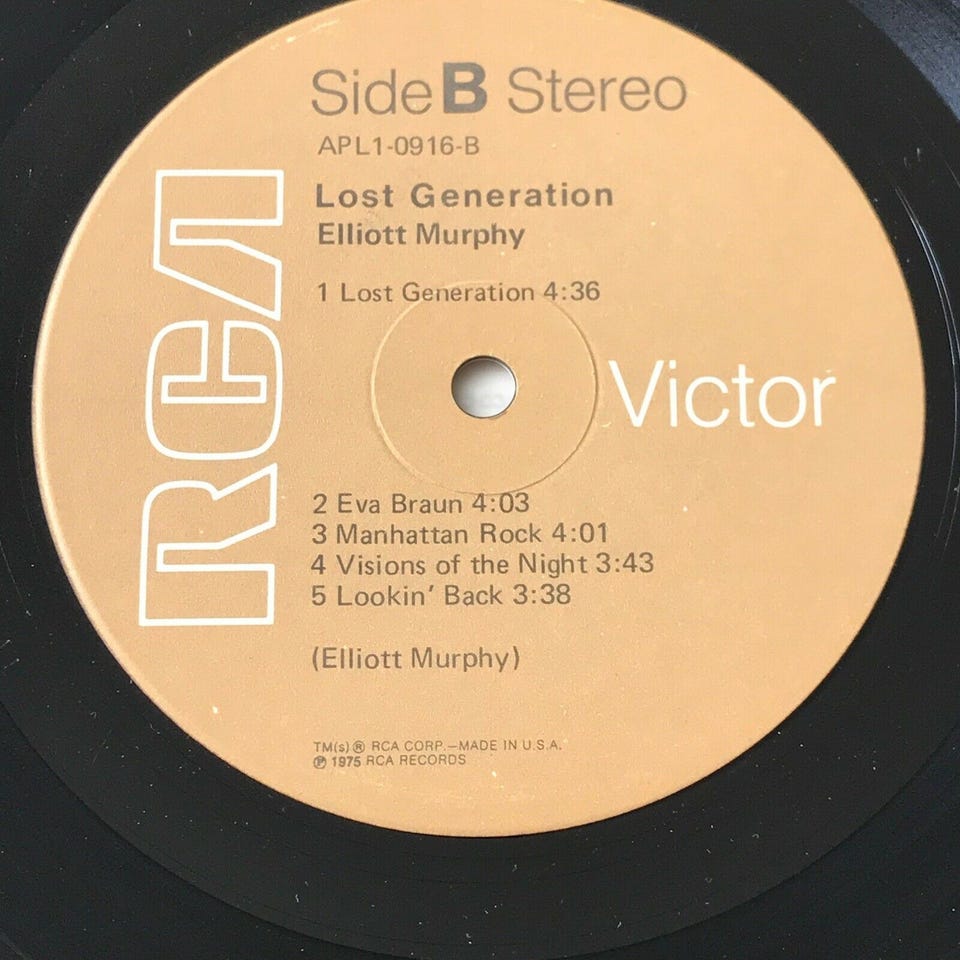 Side B Stereo
APL1-0916-B
Lost Generation
Elliott Murphy
1 Lost Generation 4:36
RCA
Victor
2 Eva Braun 4:03
3 Manhattan Rock 4:01
4 Visions of the Night 3:43
5 Lookin' Back 3:38
(Elliott Murphy)
TM(s) ® RCA CORP.—MADE IN U.S.A.
℗ 1975 RCA RECORDS